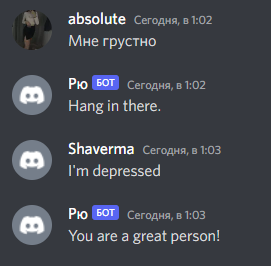 absolute Сегодня, в 1:02
Мне грустно
Рю БОТ Сегодня, в 1:02
Hang in there.
Shaverma Сегодня, в 1:03
I'm depressed
Рю БОТ Сегодня, в 1:03
You are a great person!